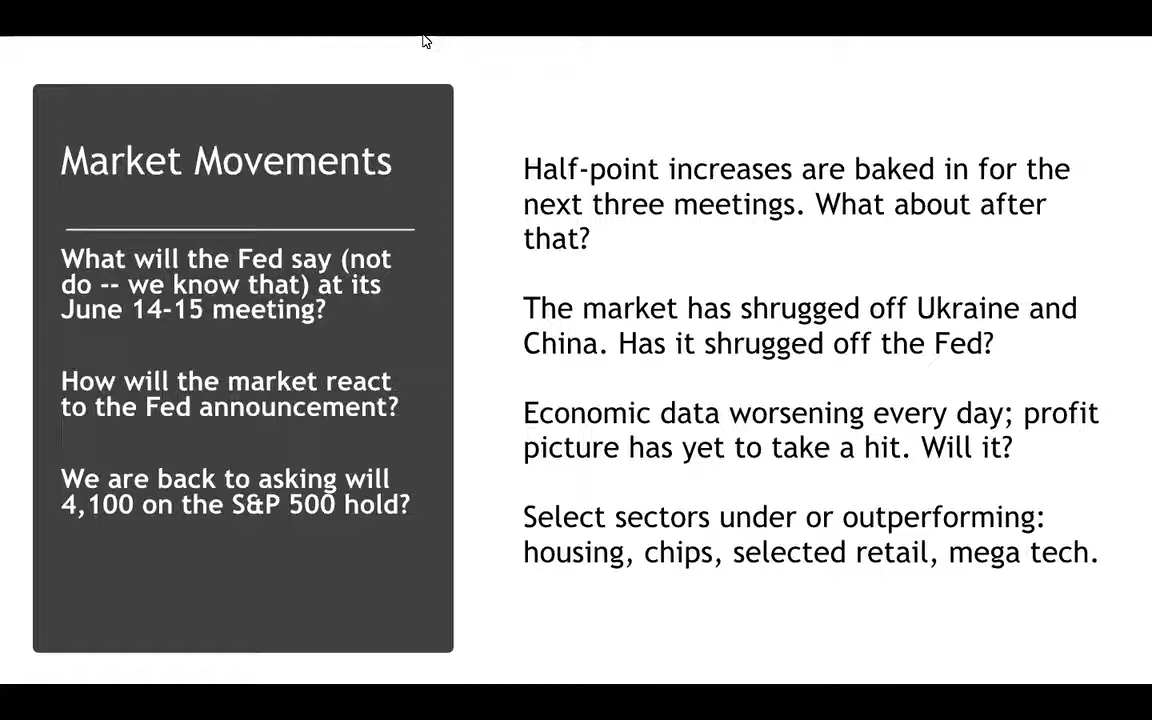 Market Movements
What will the Fed say (not
do -- we know that) at its
June 14-15 meeting?
How will the market react
to the Fed announcement?
We are back to asking will
4,100 on the S&P 500 hold?
Half-point increases are baked in for the
next three meetings. What about after
that?
The market has shrugged off Ukraine and
China. Has it shrugged off the Fed?
Economic data worsening every day; profit
picture has yet to take a hit. Will it?
Select sectors under or outperforming:
housing, chips, selected retail, mega tech.